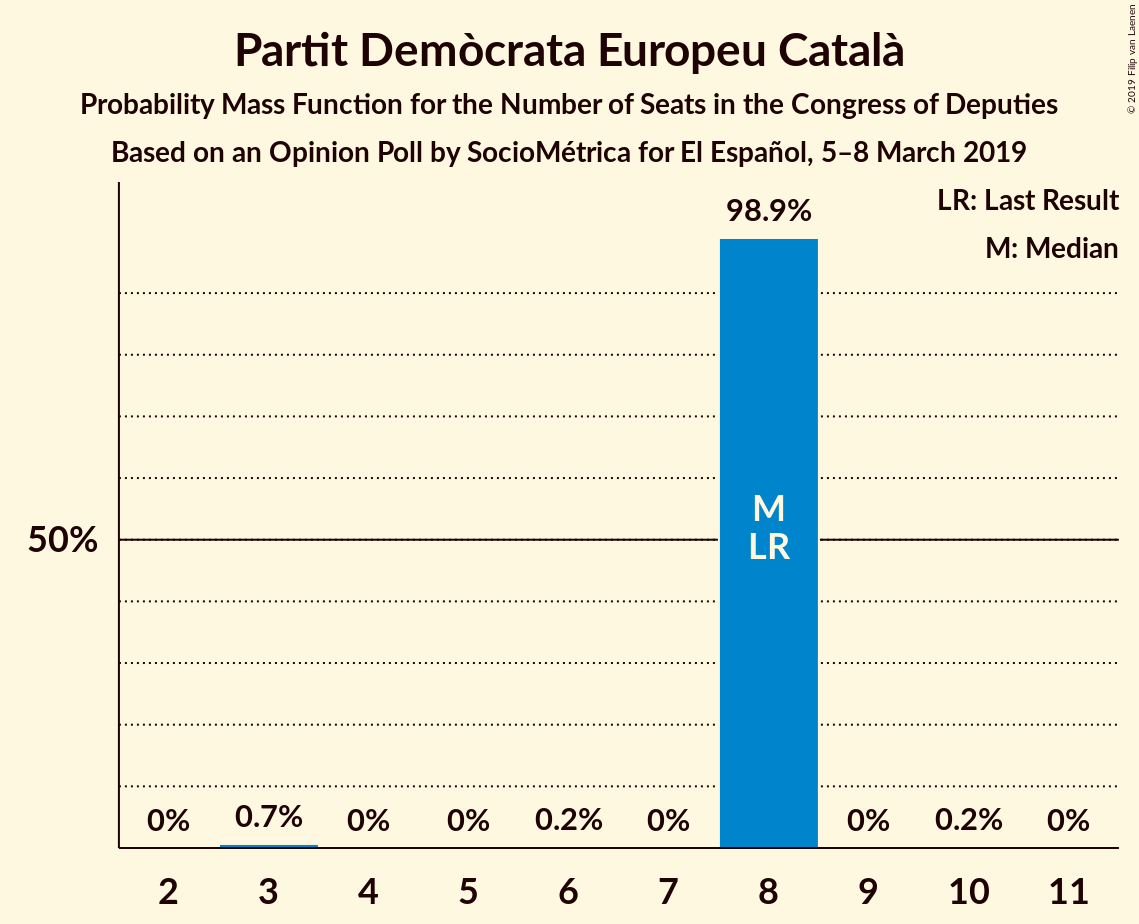 Partit Demòcrata Europeu Català
Probability Mass Function for the Number of Seats in the Congress of Deputies
Based on an Opinion Poll by SocioMétrica for El Español, 5–8 March 2019
© 2019 Filip van Laenen
LR: Last Result
M: Median
98.9%
50%
M
LR
0% 0.7% 0% 0% 0.2% 0% 0% 0.2% 0%
2 3 4 5 6 7 8 9 10 11